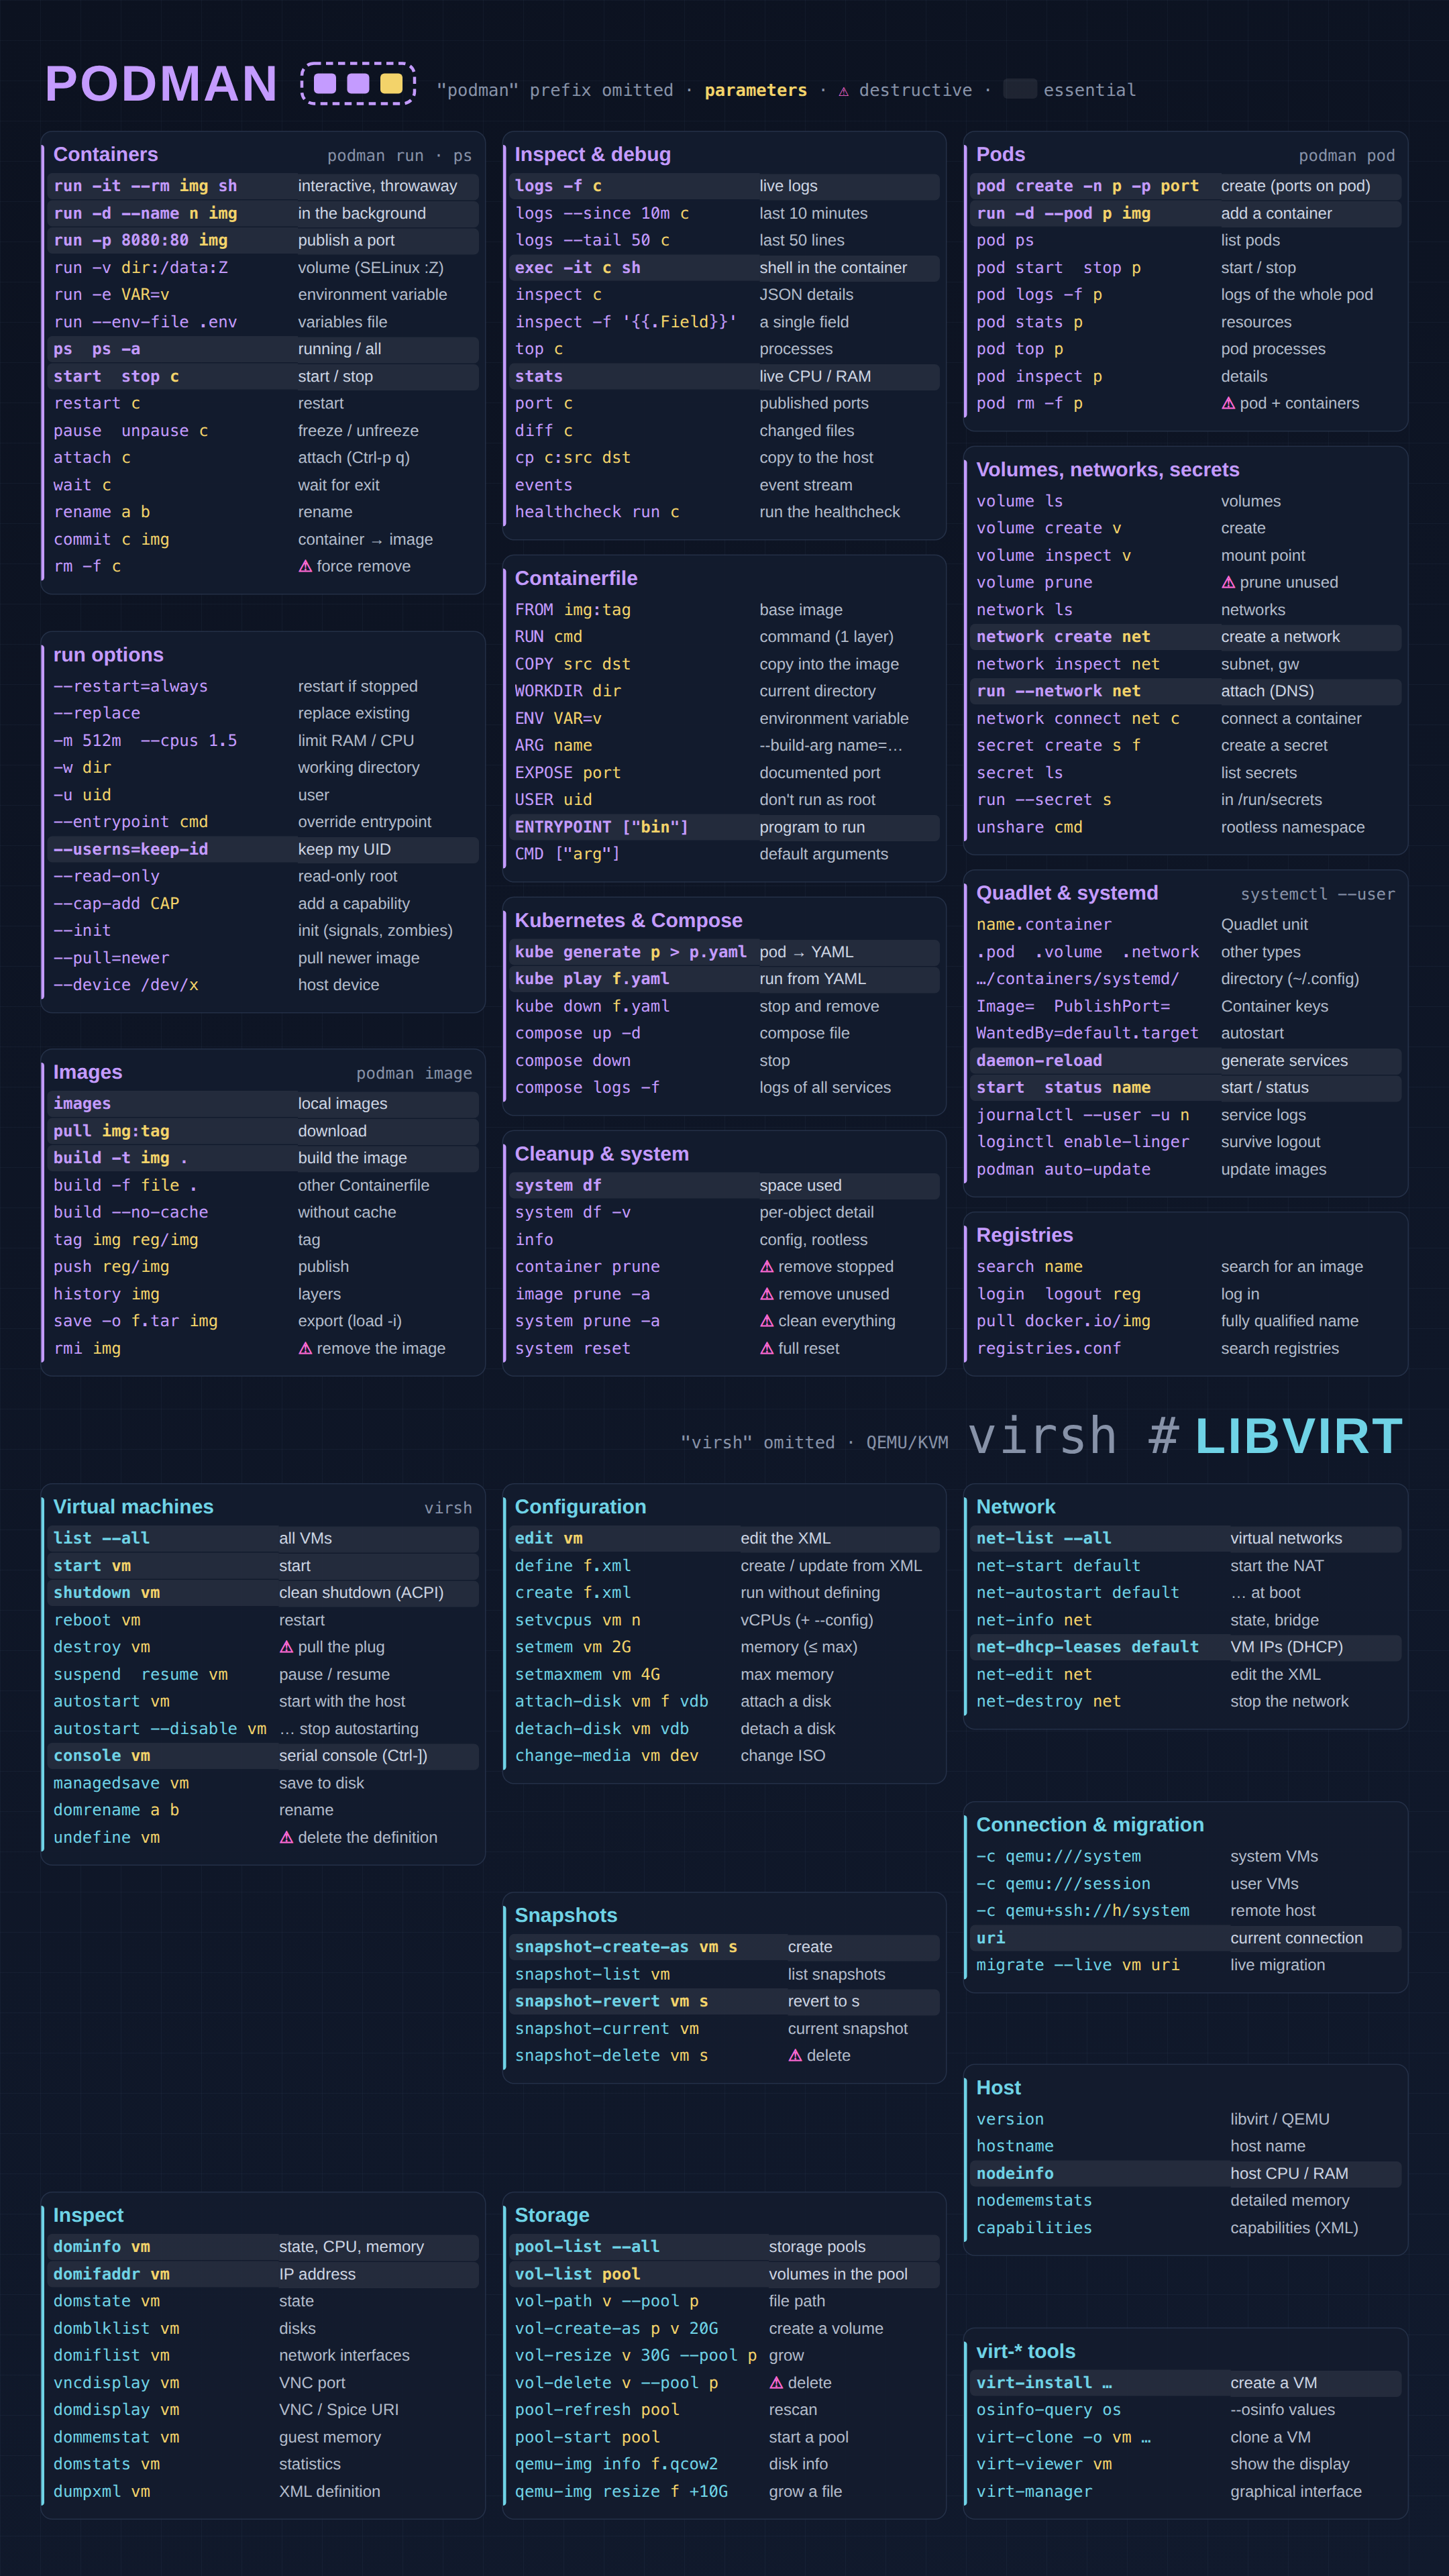 PODMAN "podman" prefix omitted · parameters · ⚠ destructive · essential
Containers podman run · ps
run -it --rm img sh interactive, throwaway
run -d --name n img in the background
run -p 8080:80 img publish a port
run -v dir:/data:Z volume (SELinux :Z)
run -e VAR=v environment variable
run --env-file .env variables file
ps ps -a running / all
start stop c start / stop
restart c restart
pause unpause c freeze / unfreeze
attach c attach (Ctrl-p q)
wait c wait for exit
rename a b rename
commit c img container → image
rm -f c ⚠ force remove
run options
--restart=always restart if stopped
--replace replace existing
-m 512m --cpus 1.5 limit RAM / CPU
-w dir working directory
-u uid user
--entrypoint cmd override entrypoint
--userns=keep-id keep my UID
--read-only read-only root
--cap-add CAP add a capability
--init init (signals, zombies)
--pull=newer pull newer image
--device /dev/x host device
Images podman image
images local images
pull img:tag download
build -t img . build the image
build -f file . other Containerfile
build --no-cache without cache
tag img reg/img tag
push reg/img publish
history img layers
save -o f.tar img export (load -i)
rmi img ⚠ remove the image
Inspect & debug
logs -f c live logs
logs --since 10m c last 10 minutes
logs --tail 50 c last 50 lines
exec -it c sh shell in the container
inspect c JSON details
inspect -f '{{.Field}}' a single field
top c processes
stats live CPU / RAM
port c published ports
diff c changed files
cp c:src dst copy to the host
events event stream
healthcheck run c run the healthcheck
Containerfile
FROM img:tag base image
RUN cmd command (1 layer)
COPY src dst copy into the image
WORKDIR dir current directory
ENV VAR=v environment variable
ARG name --build-arg name=…
EXPOSE port documented port
USER uid don't run as root
ENTRYPOINT ["bin"] program to run
CMD ["arg"] default arguments
Kubernetes & Compose
kube generate p > p.yaml pod → YAML
kube play f.yaml run from YAML
kube down f.yaml stop and remove
compose up -d compose file
compose down stop
compose logs -f logs of all services
Cleanup & system
system df space used
system df -v per-object detail
info config, rootless
container prune ⚠ remove stopped
image prune -a ⚠ remove unused
system prune -a ⚠ clean everything
system reset ⚠ full reset
Pods podman pod
pod create -n p -p port create (ports on pod)
run -d --pod p img add a container
pod ps list pods
pod start stop p start / stop
pod logs -f p logs of the whole pod
pod stats p resources
pod top p pod processes
pod inspect p details
pod rm -f p ⚠ pod + containers
Volumes, networks, secrets
volume ls volumes
volume create v create
volume inspect v mount point
volume prune ⚠ prune unused
network ls networks
network create net create a network
network inspect net subnet, gw
run --network net attach (DNS)
network connect net c connect a container
secret create s f create a secret
secret ls list secrets
run --secret s in /run/secrets
unshare cmd rootless namespace
Quadlet & systemd systemctl --user
name.container Quadlet unit
.pod .volume .network other types
…/containers/systemd/ directory (~/.config)
Image= PublishPort= Container keys
WantedBy=default.target autostart
daemon-reload generate services
start status name start / status
journalctl --user -u n service logs
loginctl enable-linger survive logout
podman auto-update update images
Registries
search name search for an image
login logout reg log in
pull docker.io/img fully qualified name
registries.conf search registries
"virsh" omitted · QEMU/KVM virsh # LIBVIRT
Virtual machines virsh
list --all all VMs
start vm start
shutdown vm clean shutdown (ACPI)
reboot vm restart
destroy vm ⚠ pull the plug
suspend resume vm pause / resume
autostart vm start with the host
autostart --disable vm … stop autostarting
console vm serial console (Ctrl-])
managedsave vm save to disk
domrename a b rename
undefine vm ⚠ delete the definition
Inspect
dominfo vm state, CPU, memory
domifaddr vm IP address
domstate vm state
domblklist vm disks
domiflist vm network interfaces
vncdisplay vm VNC port
domdisplay vm VNC / Spice URI
dommemstat vm guest memory
domstats vm statistics
dumpxml vm XML definition
Configuration
edit vm edit the XML
define f.xml create / update from XML
create f.xml run without defining
setvcpus vm n vCPUs (+ --config)
setmem vm 2G memory (≤ max)
setmaxmem vm 4G max memory
attach-disk vm f vdb attach a disk
detach-disk vm vdb detach a disk
change-media vm dev change ISO
Snapshots
snapshot-create-as vm s create
snapshot-list vm list snapshots
snapshot-revert vm s revert to s
snapshot-current vm current snapshot
snapshot-delete vm s ⚠ delete
Storage
pool-list --all storage pools
vol-list pool volumes in the pool
vol-path v --pool p file path
vol-create-as p v 20G create a volume
vol-resize v 30G --pool p grow
vol-delete v --pool p ⚠ delete
pool-refresh pool rescan
pool-start pool start a pool
qemu-img info f.qcow2 disk info
qemu-img resize f +10G grow a file
Network
net-list --all virtual networks
net-start default start the NAT
net-autostart default … at boot
net-info net state, bridge
net-dhcp-leases default VM IPs (DHCP)
net-edit net edit the XML
net-destroy net stop the network
Connection & migration
-c qemu:///system system VMs
-c qemu:///session user VMs
-c qemu+ssh://h/system remote host
uri current connection
migrate --live vm uri live migration
Host
version libvirt / QEMU
hostname host name
nodeinfo host CPU / RAM
nodememstats detailed memory
capabilities capabilities (XML)
virt-* tools
virt-install … create a VM
osinfo-query os --osinfo values
virt-clone -o vm … clone a VM
virt-viewer vm show the display
virt-manager graphical interface